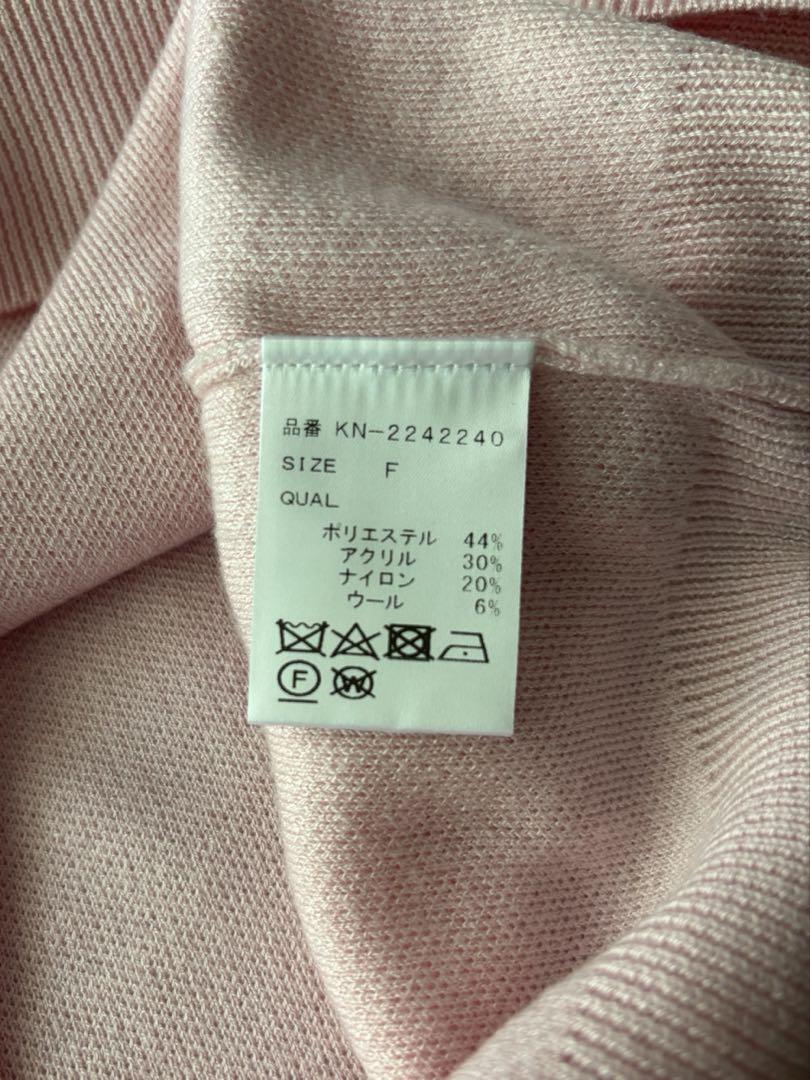 品番 KN-2242240
SIZE F
QUAL
ポリエステル 44%
アクリル 30%
ナイロン 20%
ウール 6%
F W